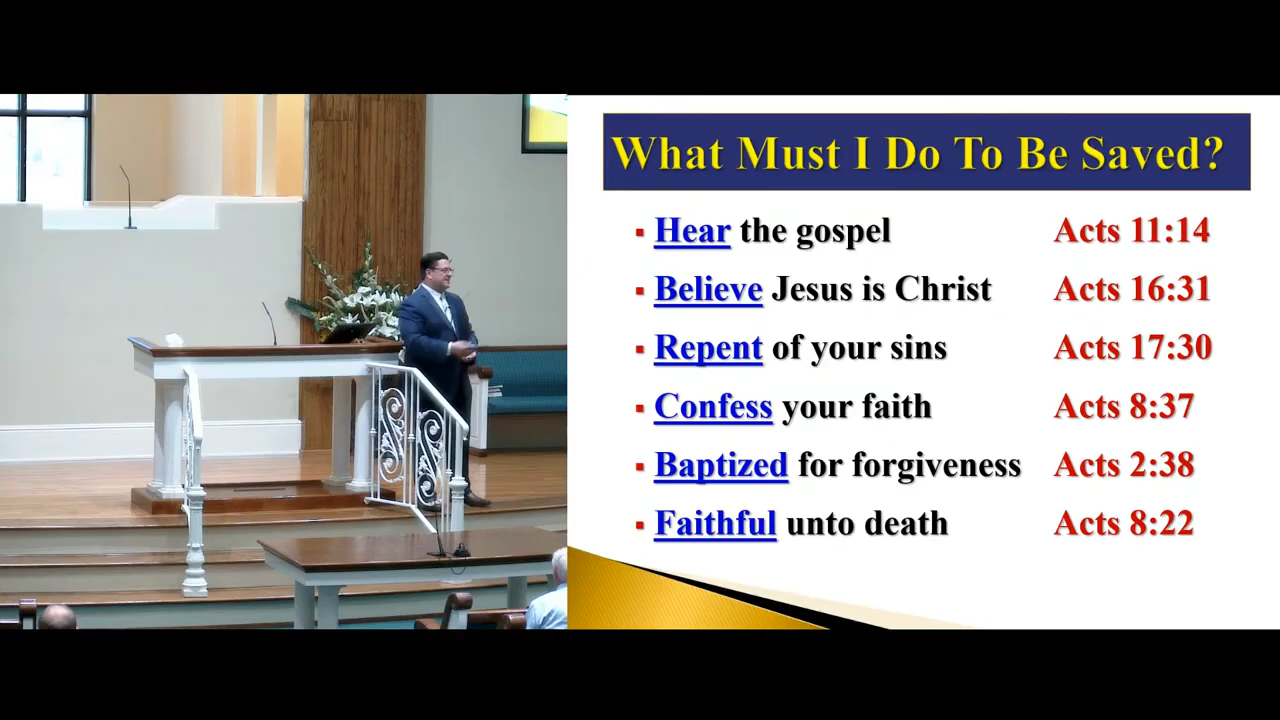 What Must I Do To Be Saved?
▪ Hear the gospel Acts 11:14
▪ Believe Jesus is Christ Acts 16:31
▪ Repent of your sins Acts 17:30
▪ Confess your faith Acts 8:37
▪ Baptized for forgiveness Acts 2:38
▪ Faithful unto death Acts 8:22